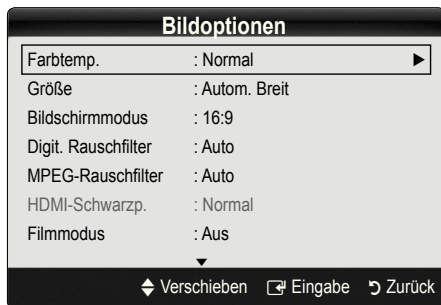 Bildoptionen
Farbtemp. : Normal
Größe : Autom. Breit
Bildschirmmodus : 16:9
Digit. Rauschfilter : Auto
MPEG-Rauschfilter : Auto
HDMI-Schwarzp. : Normal
Filmmodus : Aus
Verschieben Eingabe Zurück